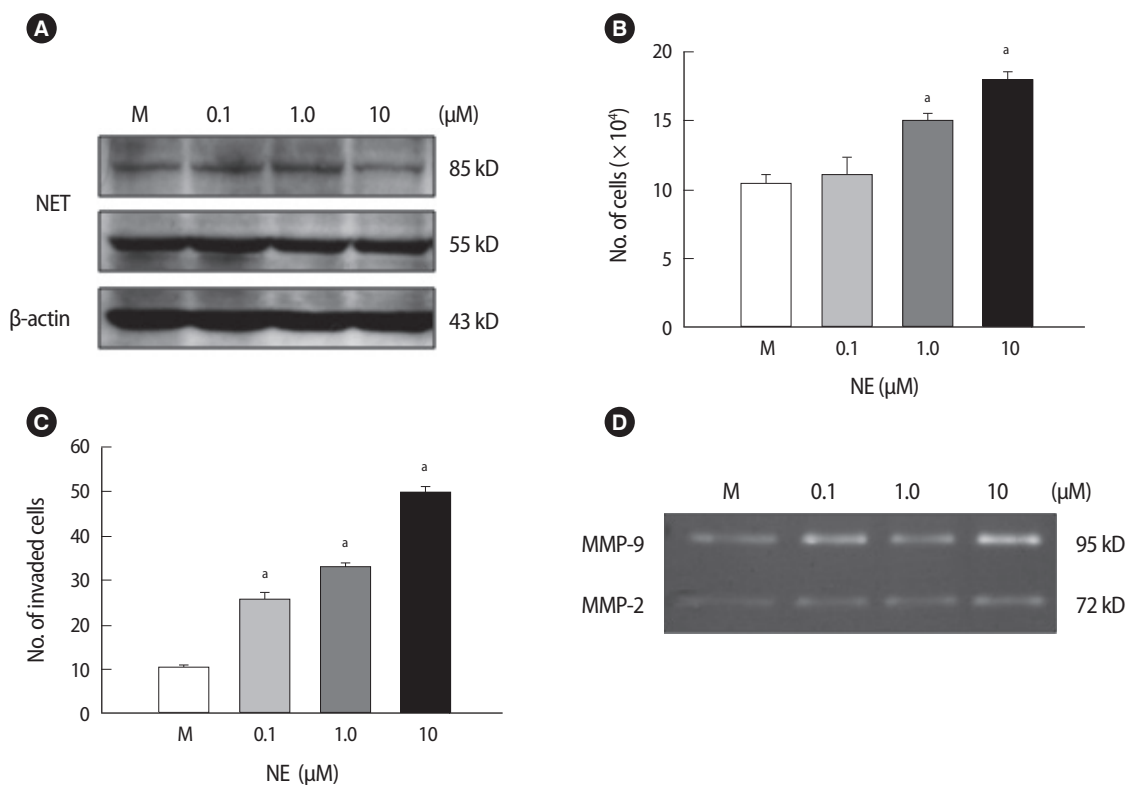 A
M 0.1 1.0 10 (μM)
NET
85 kD
55 kD
β-actin
43 kD
B
20
15
10
5
0
No. of cells (×10⁴)
a
a
M 0.1 1.0 10
NE (μM)
C
60
50
40
30
20
10
0
No. of invaded cells
a
a
a
M 0.1 1.0 10
NE (μM)
D
M 0.1 1.0 10 (μM)
MMP-9 95 kD
MMP-2 72 kD